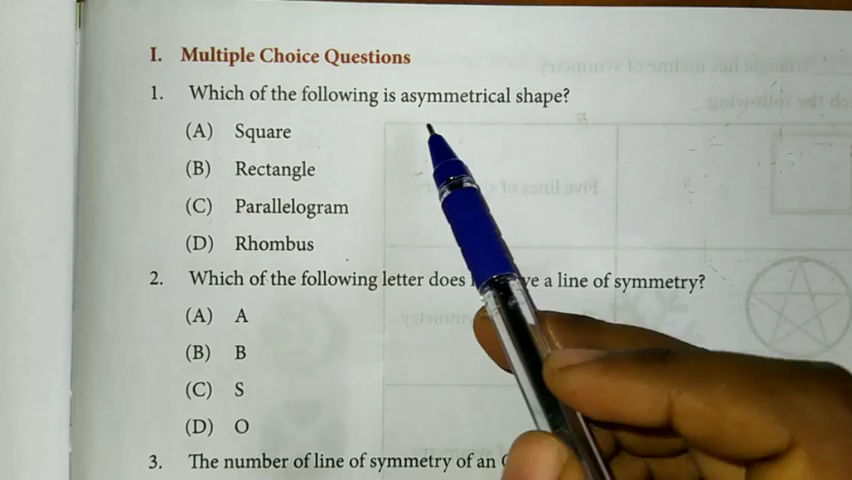 I. Multiple Choice Questions
1. Which of the following is asymmetrical shape?
(A) Square
(B) Rectangle
(C) Parallelogram
(D) Rhombus
2. Which of the following letter does a line of symmetry?
(A) A
(B) B
(C) S
(D) O
3. The number of line of symmetry of an